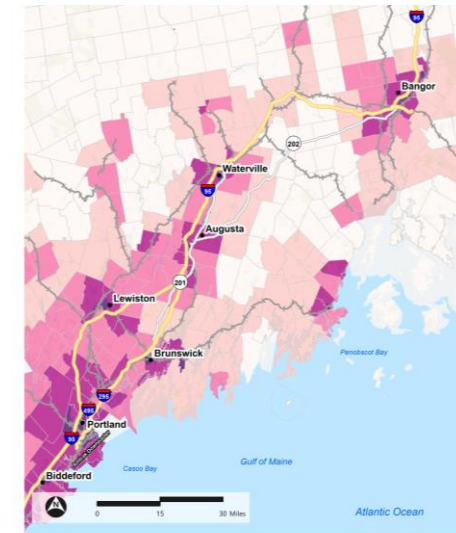 95
Bangor
202
Waterville
95
Augusta
201
Lewiston
Brunswick
Penobscot Bay
295
495
Portland
95
Casco Bay
Gulf of Maine
Biddeford
N
0
15
30 Miles
Atlantic Ocean